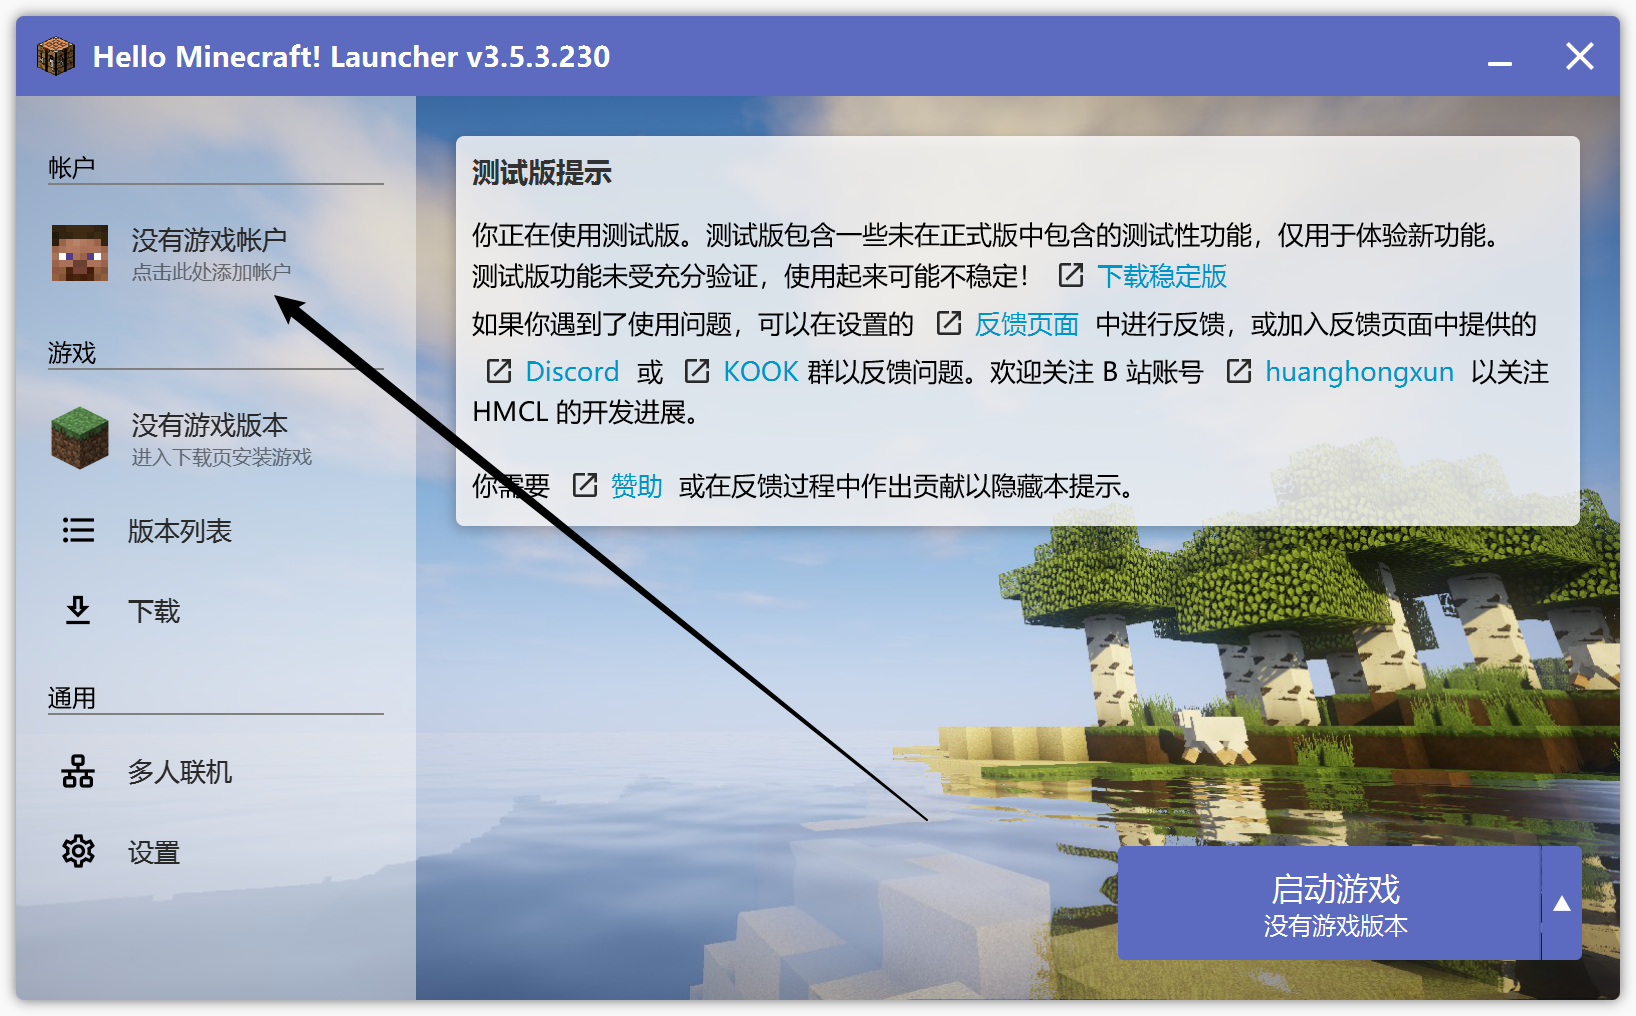 Hello Minecraft! Launcher v3.5.3.230
帐户
没有游戏帐户
点击此处添加帐户
游戏
没有游戏版本
进入下载页安装游戏
版本列表
下载
通用
多人联机
设置
测试版提示
你正在使用测试版。测试版包含一些未在正式版中包含的测试性功能，仅用于体验新功能。
测试版功能未受充分验证，使用起来可能不稳定！ 下载稳定版
如果你遇到了使用问题，可以在设置的 反馈页面 中进行反馈，或加入反馈页面中提供的
Discord 或 KOOK 群以反馈问题。欢迎关注 B 站账号 huanghongxun 以关注
HMCL 的开发进展。
你需要 赞助 或在反馈过程中作出贡献以隐藏本提示。
启动游戏
没有游戏版本